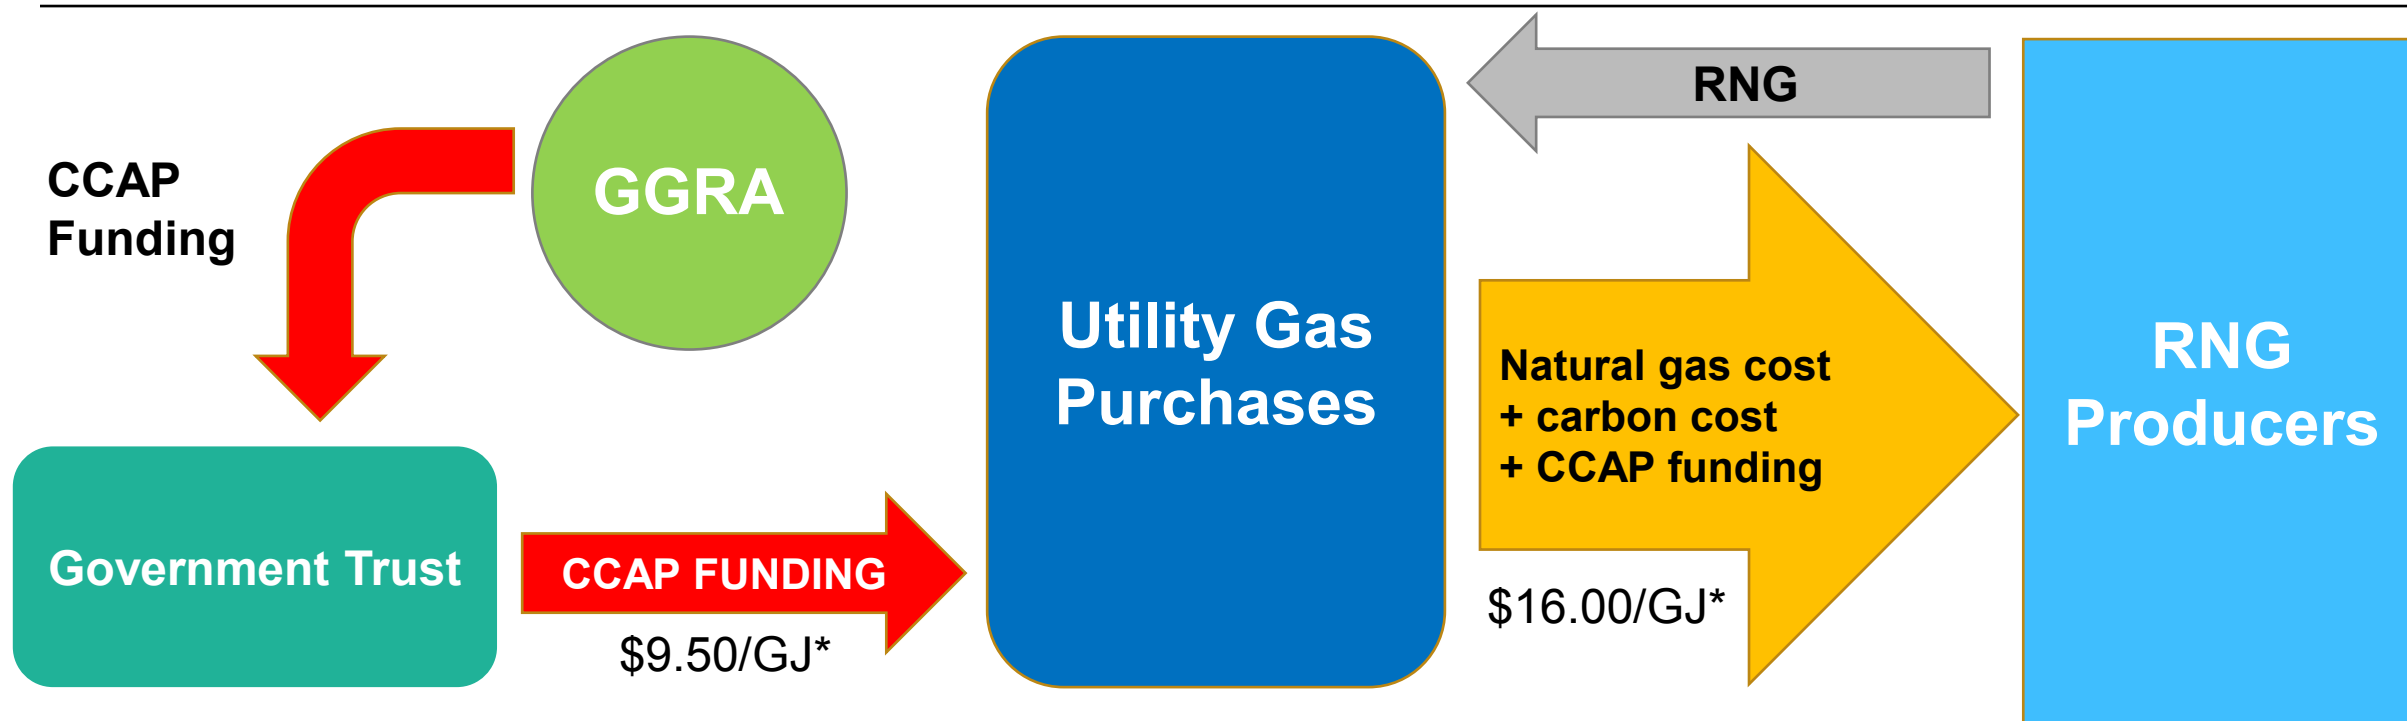 CCAP
Funding
GGRA
Government Trust
CCAP FUNDING
$9.50/GJ*
Utility Gas
Purchases
RNG
Natural gas cost
+ carbon cost
+ CCAP funding
$16.00/GJ*
RNG
Producers